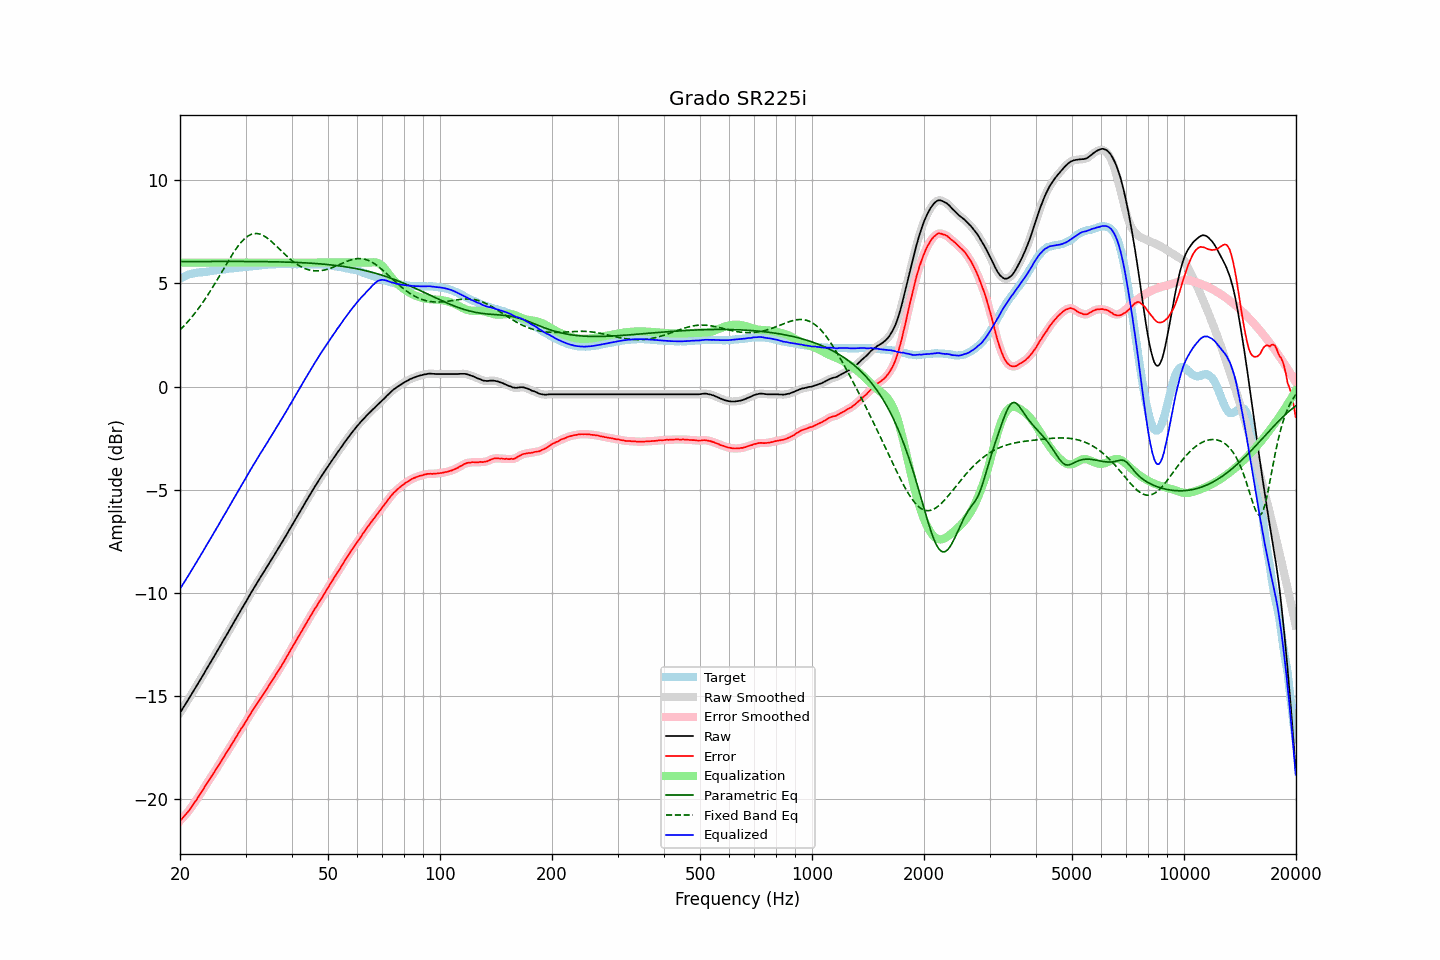 Grado SR225i
Amplitude (dBr)
10
5
0
−5
−10
−15
−20
Target
Raw Smoothed
Error Smoothed
Raw
Error
Equalization
Parametric Eq
Fixed Band Eq
Equalized
20 50 100 200 500 1000 2000 5000 10000 20000
Frequency (Hz)